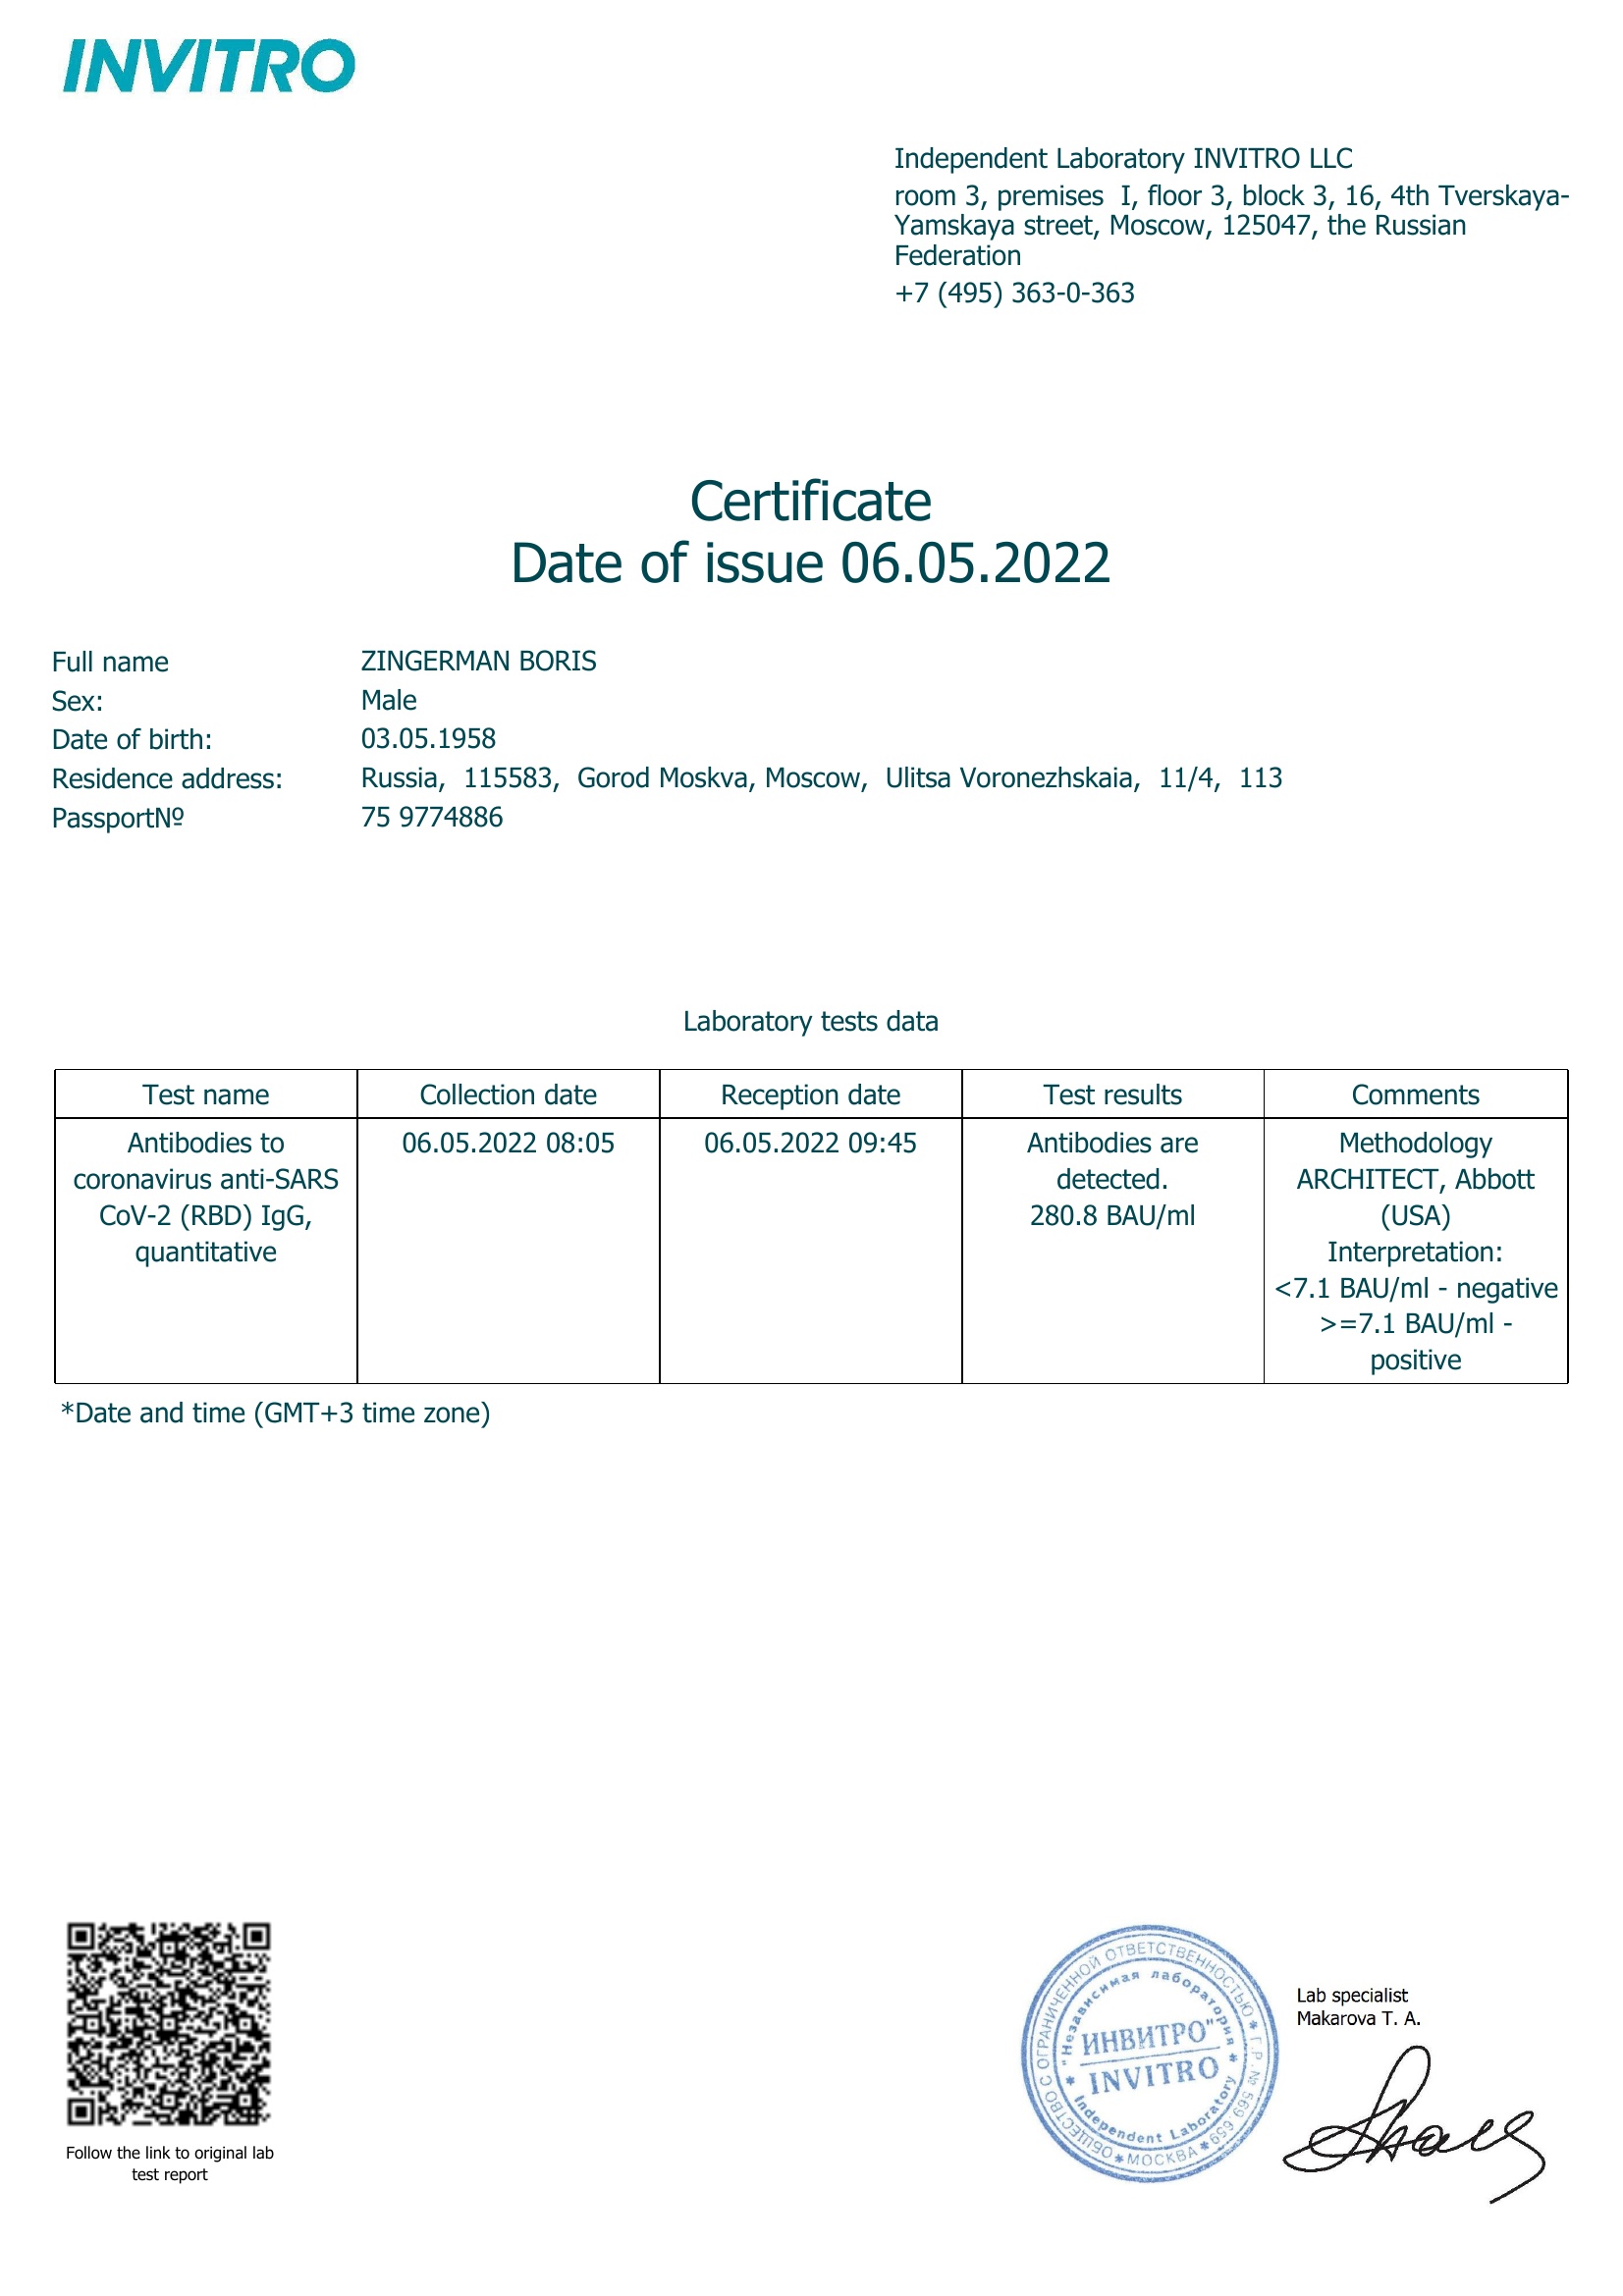 INVITRO
Independent Laboratory INVITRO LLC
room 3, premises I, floor 3, block 3, 16, 4th Tverskaya-
Yamskaya street, Moscow, 125047, the Russian
Federation
+7 (495) 363-0-363
Certificate
Date of issue 06.05.2022
Full name ZINGERMAN BORIS
Sex: Male
Date of birth: 03.05.1958
Residence address: Russia, 115583, Gorod Moskva, Moscow, Ulitsa Voronezhskaia, 11/4, 113
Passport№ 75 9774886
Laboratory tests data
Test name Collection date Reception date Test results Comments
Antibodies to 06.05.2022 08:05 06.05.2022 09:45 Antibodies are Methodology
coronavirus anti-SARS detected. ARCHITECT, Abbott
CoV-2 (RBD) IgG, 280.8 BAU/ml (USA)
quantitative Interpretation:
<7.1 BAU/ml - negative
>=7.1 BAU/ml -
positive
*Date and time (GMT+3 time zone)
Follow the link to original lab
test report
ОБЩЕСТВО С ОГРАНИЧЕННОЙ ОТВЕТСТВЕННОСТЬЮ * Г.Р. № 569 659 * МОСКВА *
"Независимая лаборатория
ИНВИТРО"
INVITRO
* Independent Laboratory *
Lab specialist
Makarova T. A.